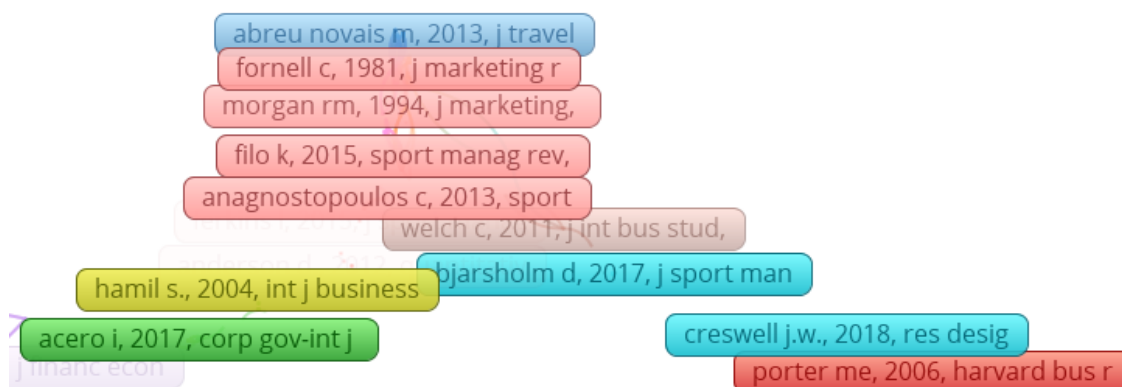 abreu novais m, 2013, j travel
fornell c, 1981, j marketing r
morgan rm, 1994, j marketing,
filo k, 2015, sport manag rev,
anagnostopoulos c, 2013, sport
welch c, 2011, j int bus stud,
bjarsholm d, 2017, j sport man
hamil s., 2004, int j business
acero i, 2017, corp gov-int j
creswell j.w., 2018, res desig
j financ econ
porter me, 2006, harvard bus r